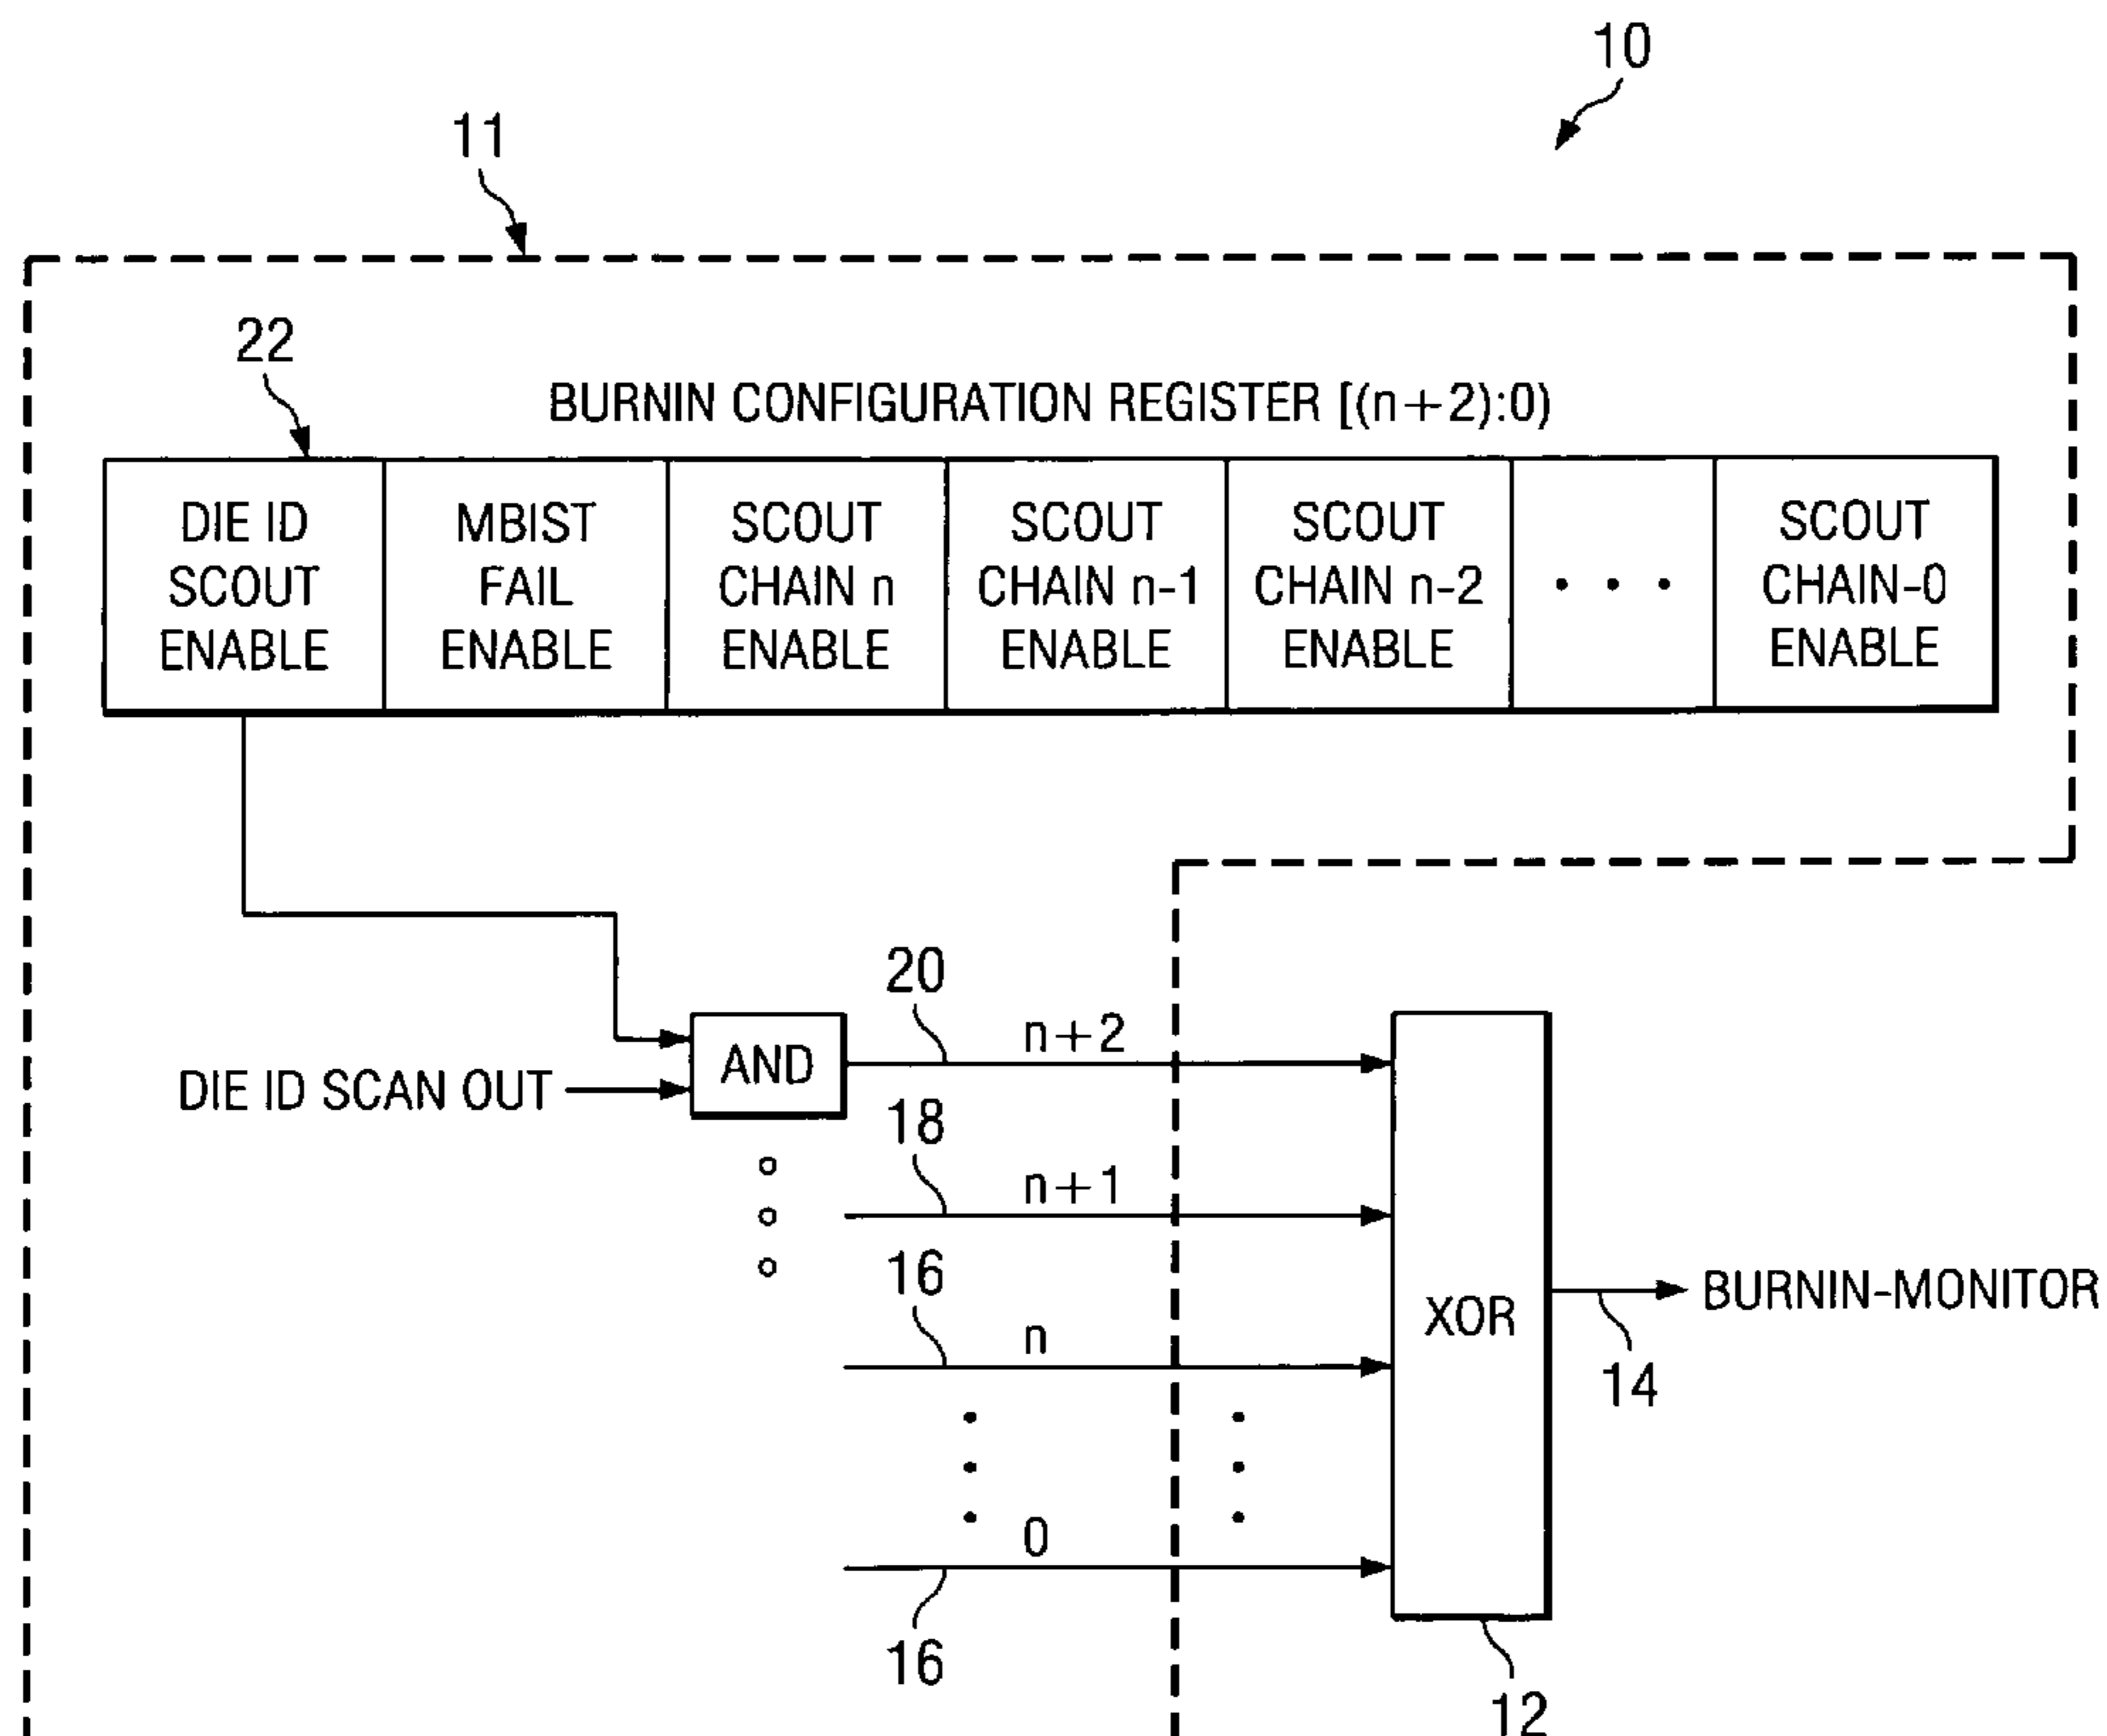 10
11
22
BURNIN CONFIGURATION REGISTER [(n+2):0)
DIE ID
SCOUT
ENABLE
MBIST
FAIL
ENABLE
SCOUT
CHAIN n
ENABLE
SCOUT
CHAIN n-1
ENABLE
SCOUT
CHAIN n-2
ENABLE
• • •
SCOUT
CHAIN-0
ENABLE
20
n+2
AND
DIE ID SCAN OUT
18
n+1
16
n
XOR
BURNIN-MONITOR
14
0
16
12